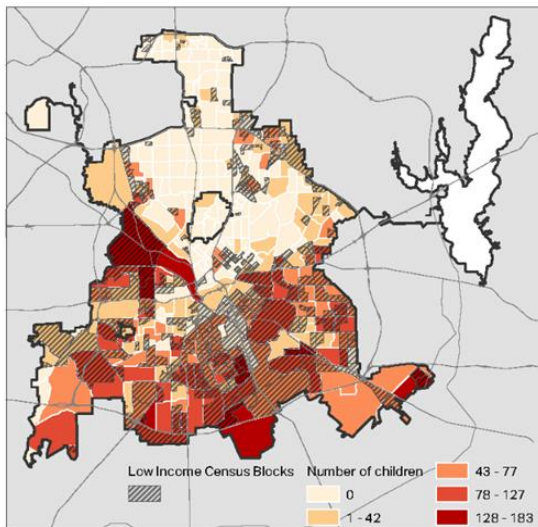 Low Income Census Blocks
Number of children
0
1 - 42
43 - 77
78 - 127
128 - 183